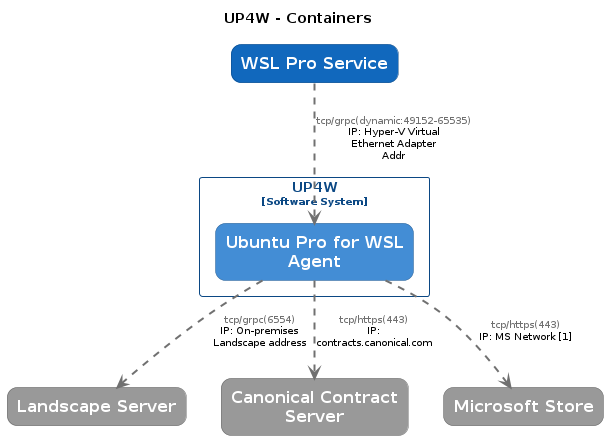 UP4W - Containers
WSL Pro Service
tcp/grpc(dynamic:49152-65535)
IP: Hyper-V Virtual
Ethernet Adapter
Addr
UP4W
[Software System]
Ubuntu Pro for WSL
Agent
tcp/grpc(6554)
IP: On-premises
Landscape address
tcp/https(443)
IP:
contracts.canonical.com
tcp/https(443)
IP: MS Network [1]
Landscape Server
Canonical Contract
Server
Microsoft Store